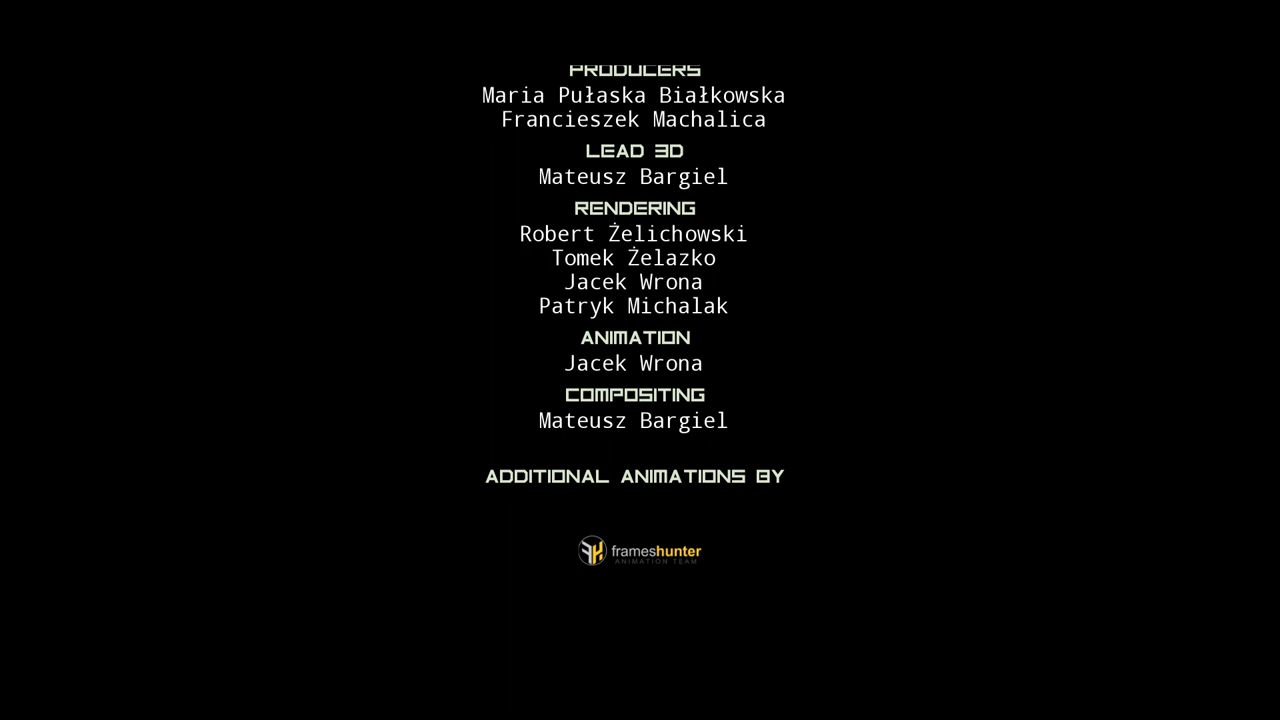 PRODUCERS
Maria Pułaska Białkowska
Francieszek Machalica
LEAD 3D
Mateusz Bargiel
RENDERING
Robert Żelichowski
Tomek Żelazko
Jacek Wrona
Patryk Michalak
ANIMATION
Jacek Wrona
COMPOSITING
Mateusz Bargiel
ADDITIONAL ANIMATIONS BY
FH frameshunter
ANIMATION TEAM